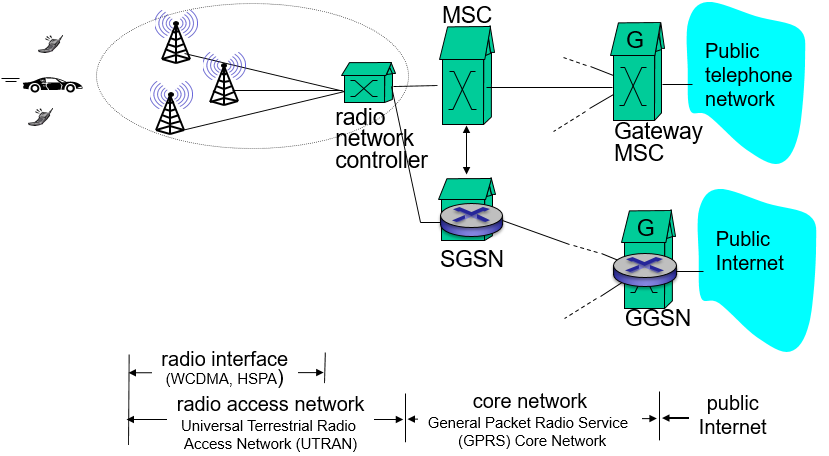 MSC
G
Public
telephone
network
radio
network
controller
Gateway
MSC
SGSN
G
Public
Internet
GGSN
radio interface
(WCDMA, HSPA)
radio access network
Universal Terrestrial Radio
Access Network (UTRAN)
core network
General Packet Radio Service
(GPRS) Core Network
public
Internet